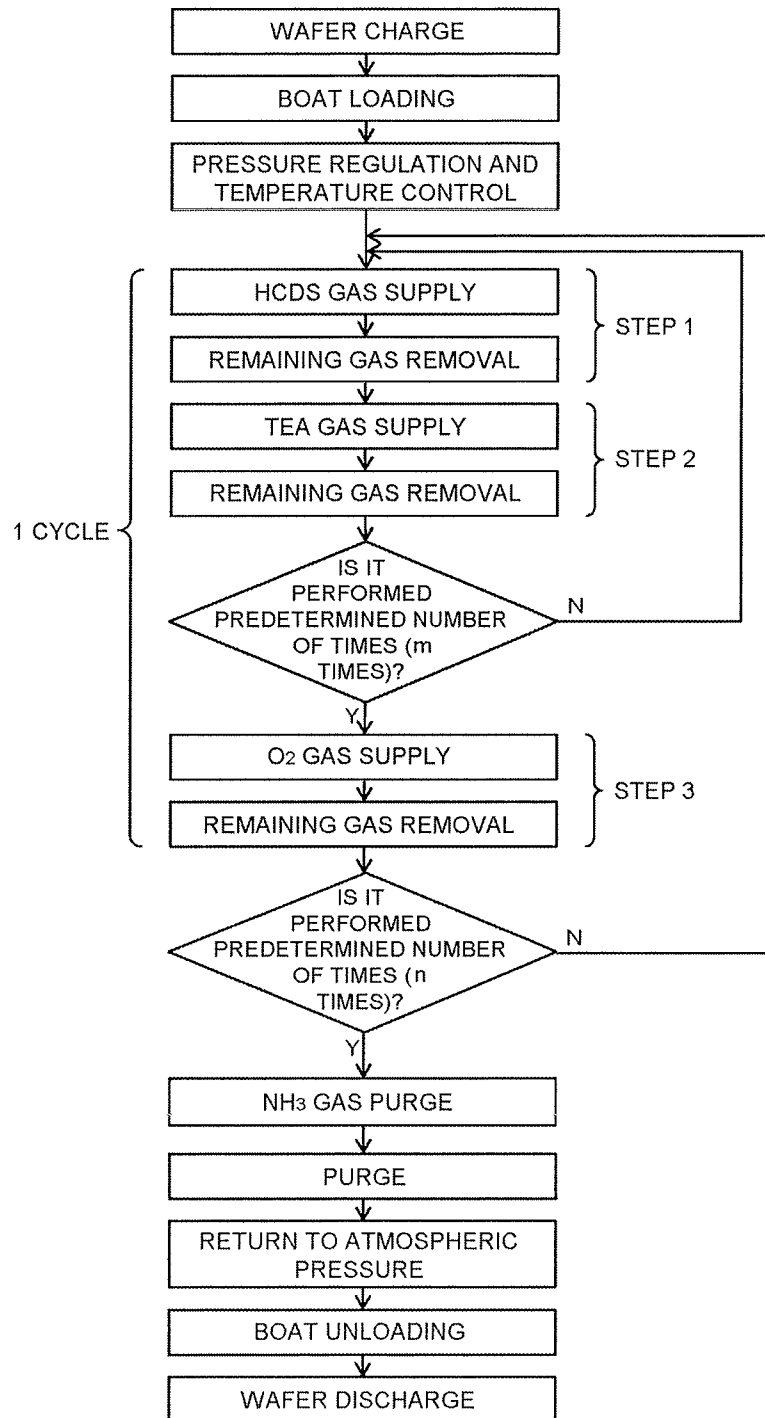 WAFER CHARGE
BOAT LOADING
PRESSURE REGULATION AND
TEMPERATURE CONTROL
HCDS GAS SUPPLY
STEP 1
REMAINING GAS REMOVAL
TEA GAS SUPPLY
STEP 2
REMAINING GAS REMOVAL
1 CYCLE
IS IT
PERFORMED
PREDETERMINED NUMBER
OF TIMES (m
TIMES)?
N
Y
O2 GAS SUPPLY
STEP 3
REMAINING GAS REMOVAL
IS IT
PERFORMED
PREDETERMINED NUMBER
OF TIMES (n
TIMES)?
N
Y
NH3 GAS PURGE
PURGE
RETURN TO ATMOSPHERIC
PRESSURE
BOAT UNLOADING
WAFER DISCHARGE